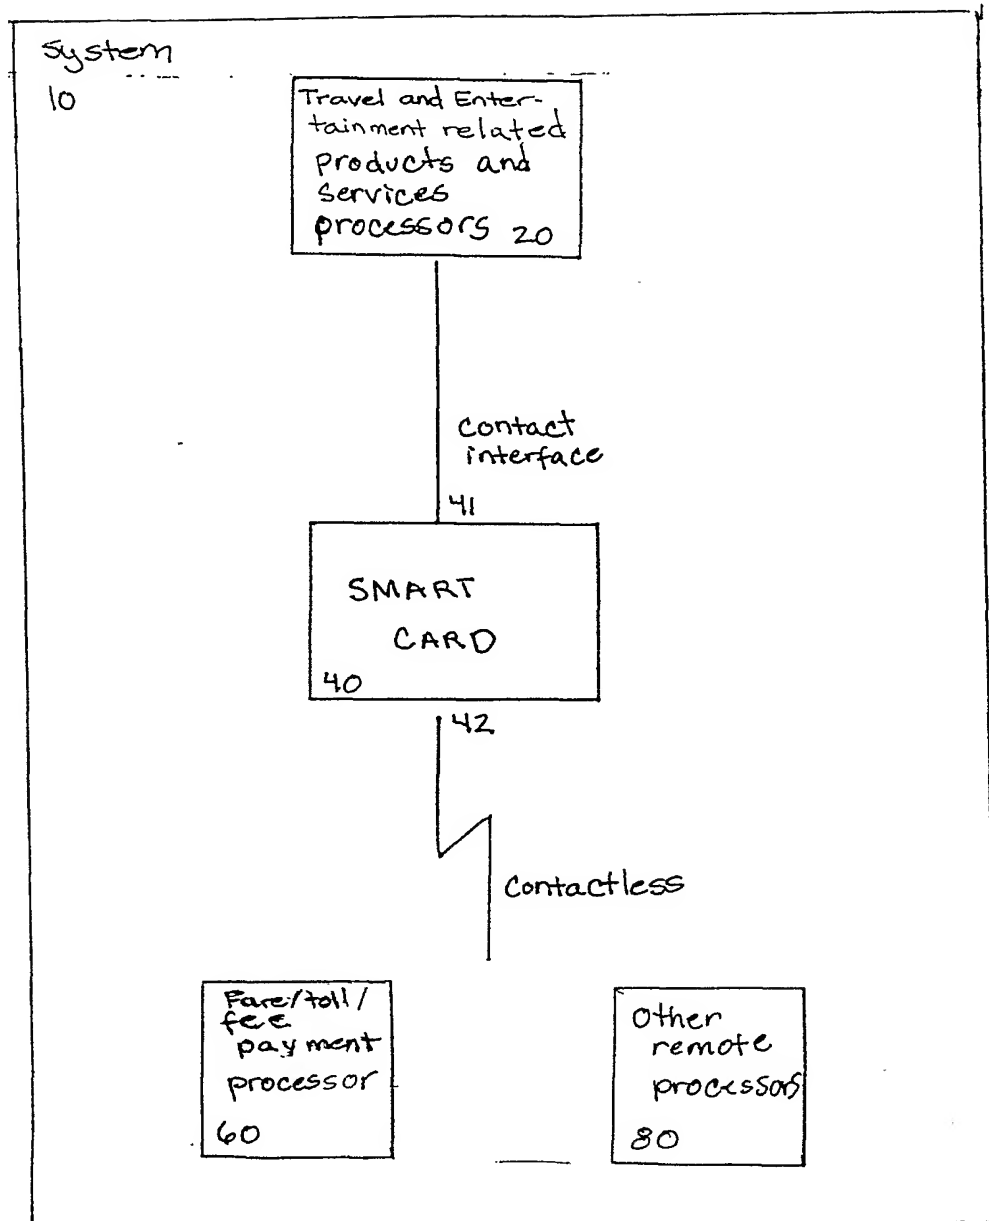 System
10
Travel and Enter-
tainment related
products and
services
processors 20
contact
interface
41
SMART
CARD
40
42
Contactless
Fare/toll/
fee
payment
processor
60
Other
remote
processors
80